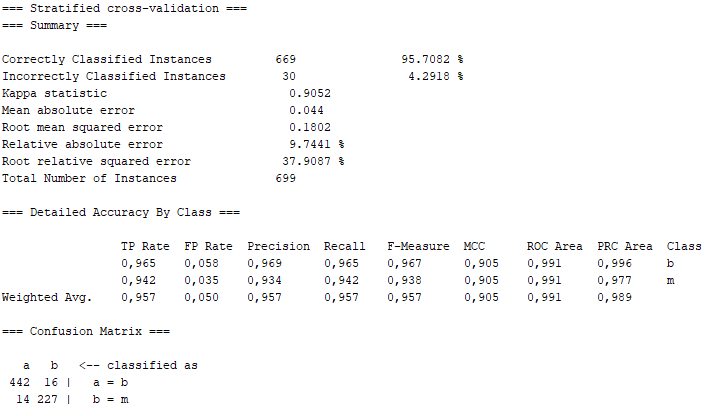 === Stratified cross-validation ===
=== Summary ===
Correctly Classified Instances 669 95.7082 %
Incorrectly Classified Instances 30 4.2918 %
Kappa statistic 0.9052
Mean absolute error 0.044
Root mean squared error 0.1802
Relative absolute error 9.7441 %
Root relative squared error 37.9087 %
Total Number of Instances 699
=== Detailed Accuracy By Class ===
TP Rate FP Rate Precision Recall F-Measure MCC ROC Area PRC Area Class
0,965 0,058 0,969 0,965 0,967 0,905 0,991 0,996 b
0,942 0,035 0,934 0,942 0,938 0,905 0,991 0,977 m
Weighted Avg. 0,957 0,050 0,957 0,957 0,957 0,905 0,991 0,989
=== Confusion Matrix ===
a b <-- classified as
442 16 | a = b
14 227 | b = m